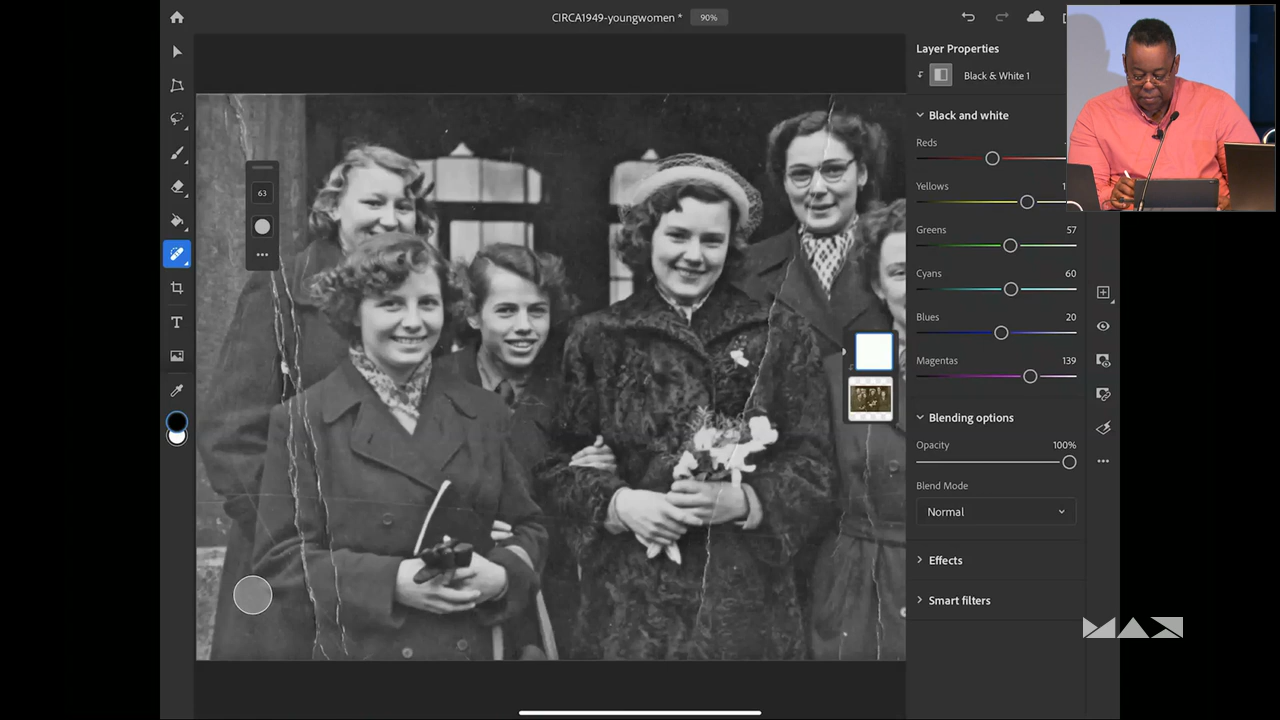 CIRCA1949-youngwomen *
90%
Layer Properties
Black & White 1
Black and white
Reds
Yellows
Greens
57
Cyans
60
Blues
20
Magentas
139
Blending options
Opacity
100%
Blend Mode
Normal
Effects
Smart filters
63
T
MAX